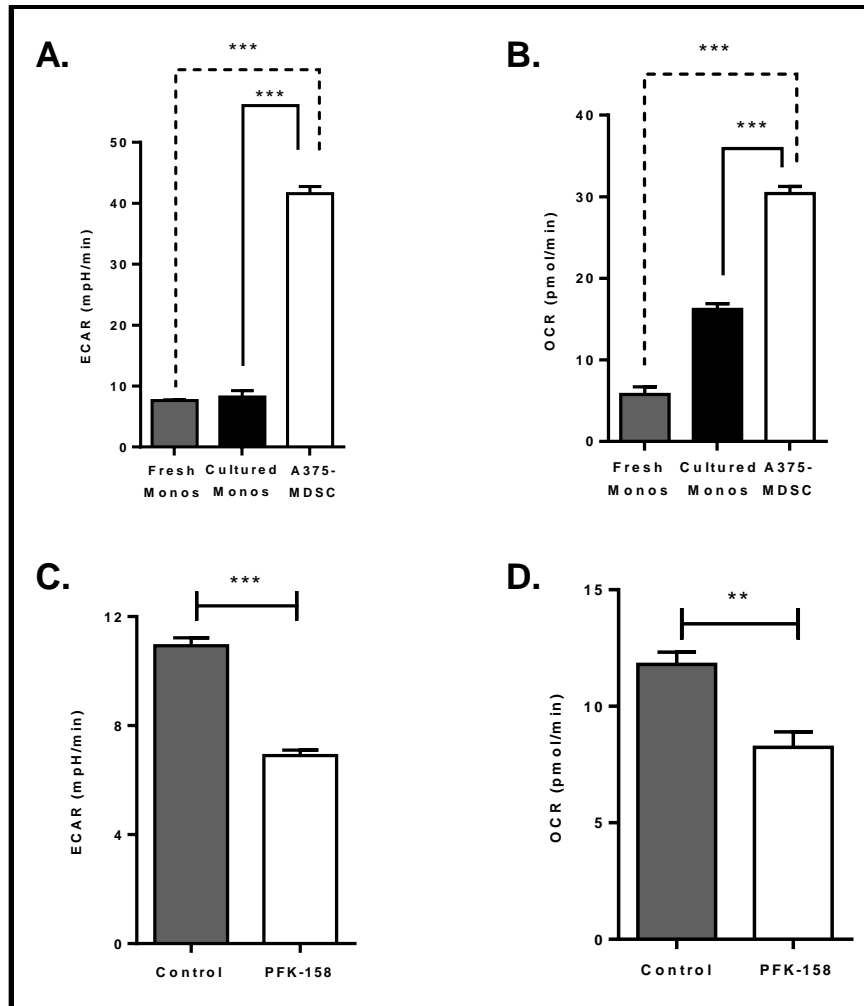 A.
***
***
50
40
30
20
10
0
ECAR (mpH/min)
Fresh Cultured A375-
Monos Monos MDSC
B.
***
***
40
30
20
10
0
OCR (pmol/min)
Fresh Cultured A375-
Monos Monos MDSC
C.
***
12
8
4
0
ECAR (mpH/min)
Control PFK-158
D.
**
15
10
5
0
OCR (pmol/min)
Control PFK-158